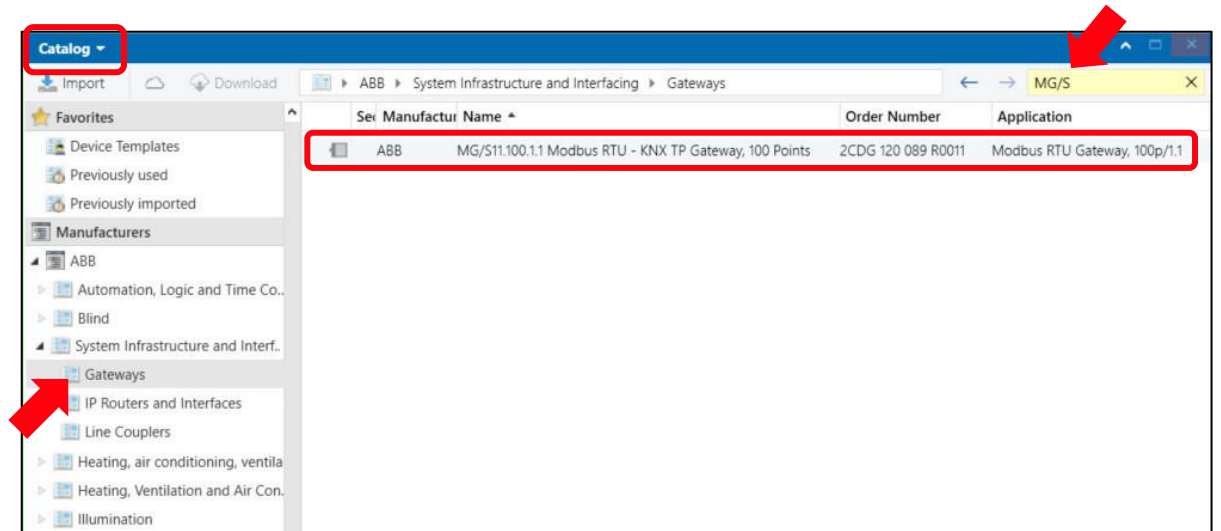 Catalog
Import Download ABB System Infrastructure and Interfacing Gateways MG/S
Favorites
Device Templates
Previously used
Previously imported
Manufacturers
ABB
Automation, Logic and Time Co..
Blind
System Infrastructure and Interf..
Gateways
IP Routers and Interfaces
Line Couplers
Heating, air conditioning, ventila
Heating, Ventilation and Air Con.
Illumination
Sec Manufactur Name Order Number Application
ABB MG/S11.100.1.1 Modbus RTU - KNX TP Gateway, 100 Points 2CDG 120 089 R0011 Modbus RTU Gateway, 100p/1.1